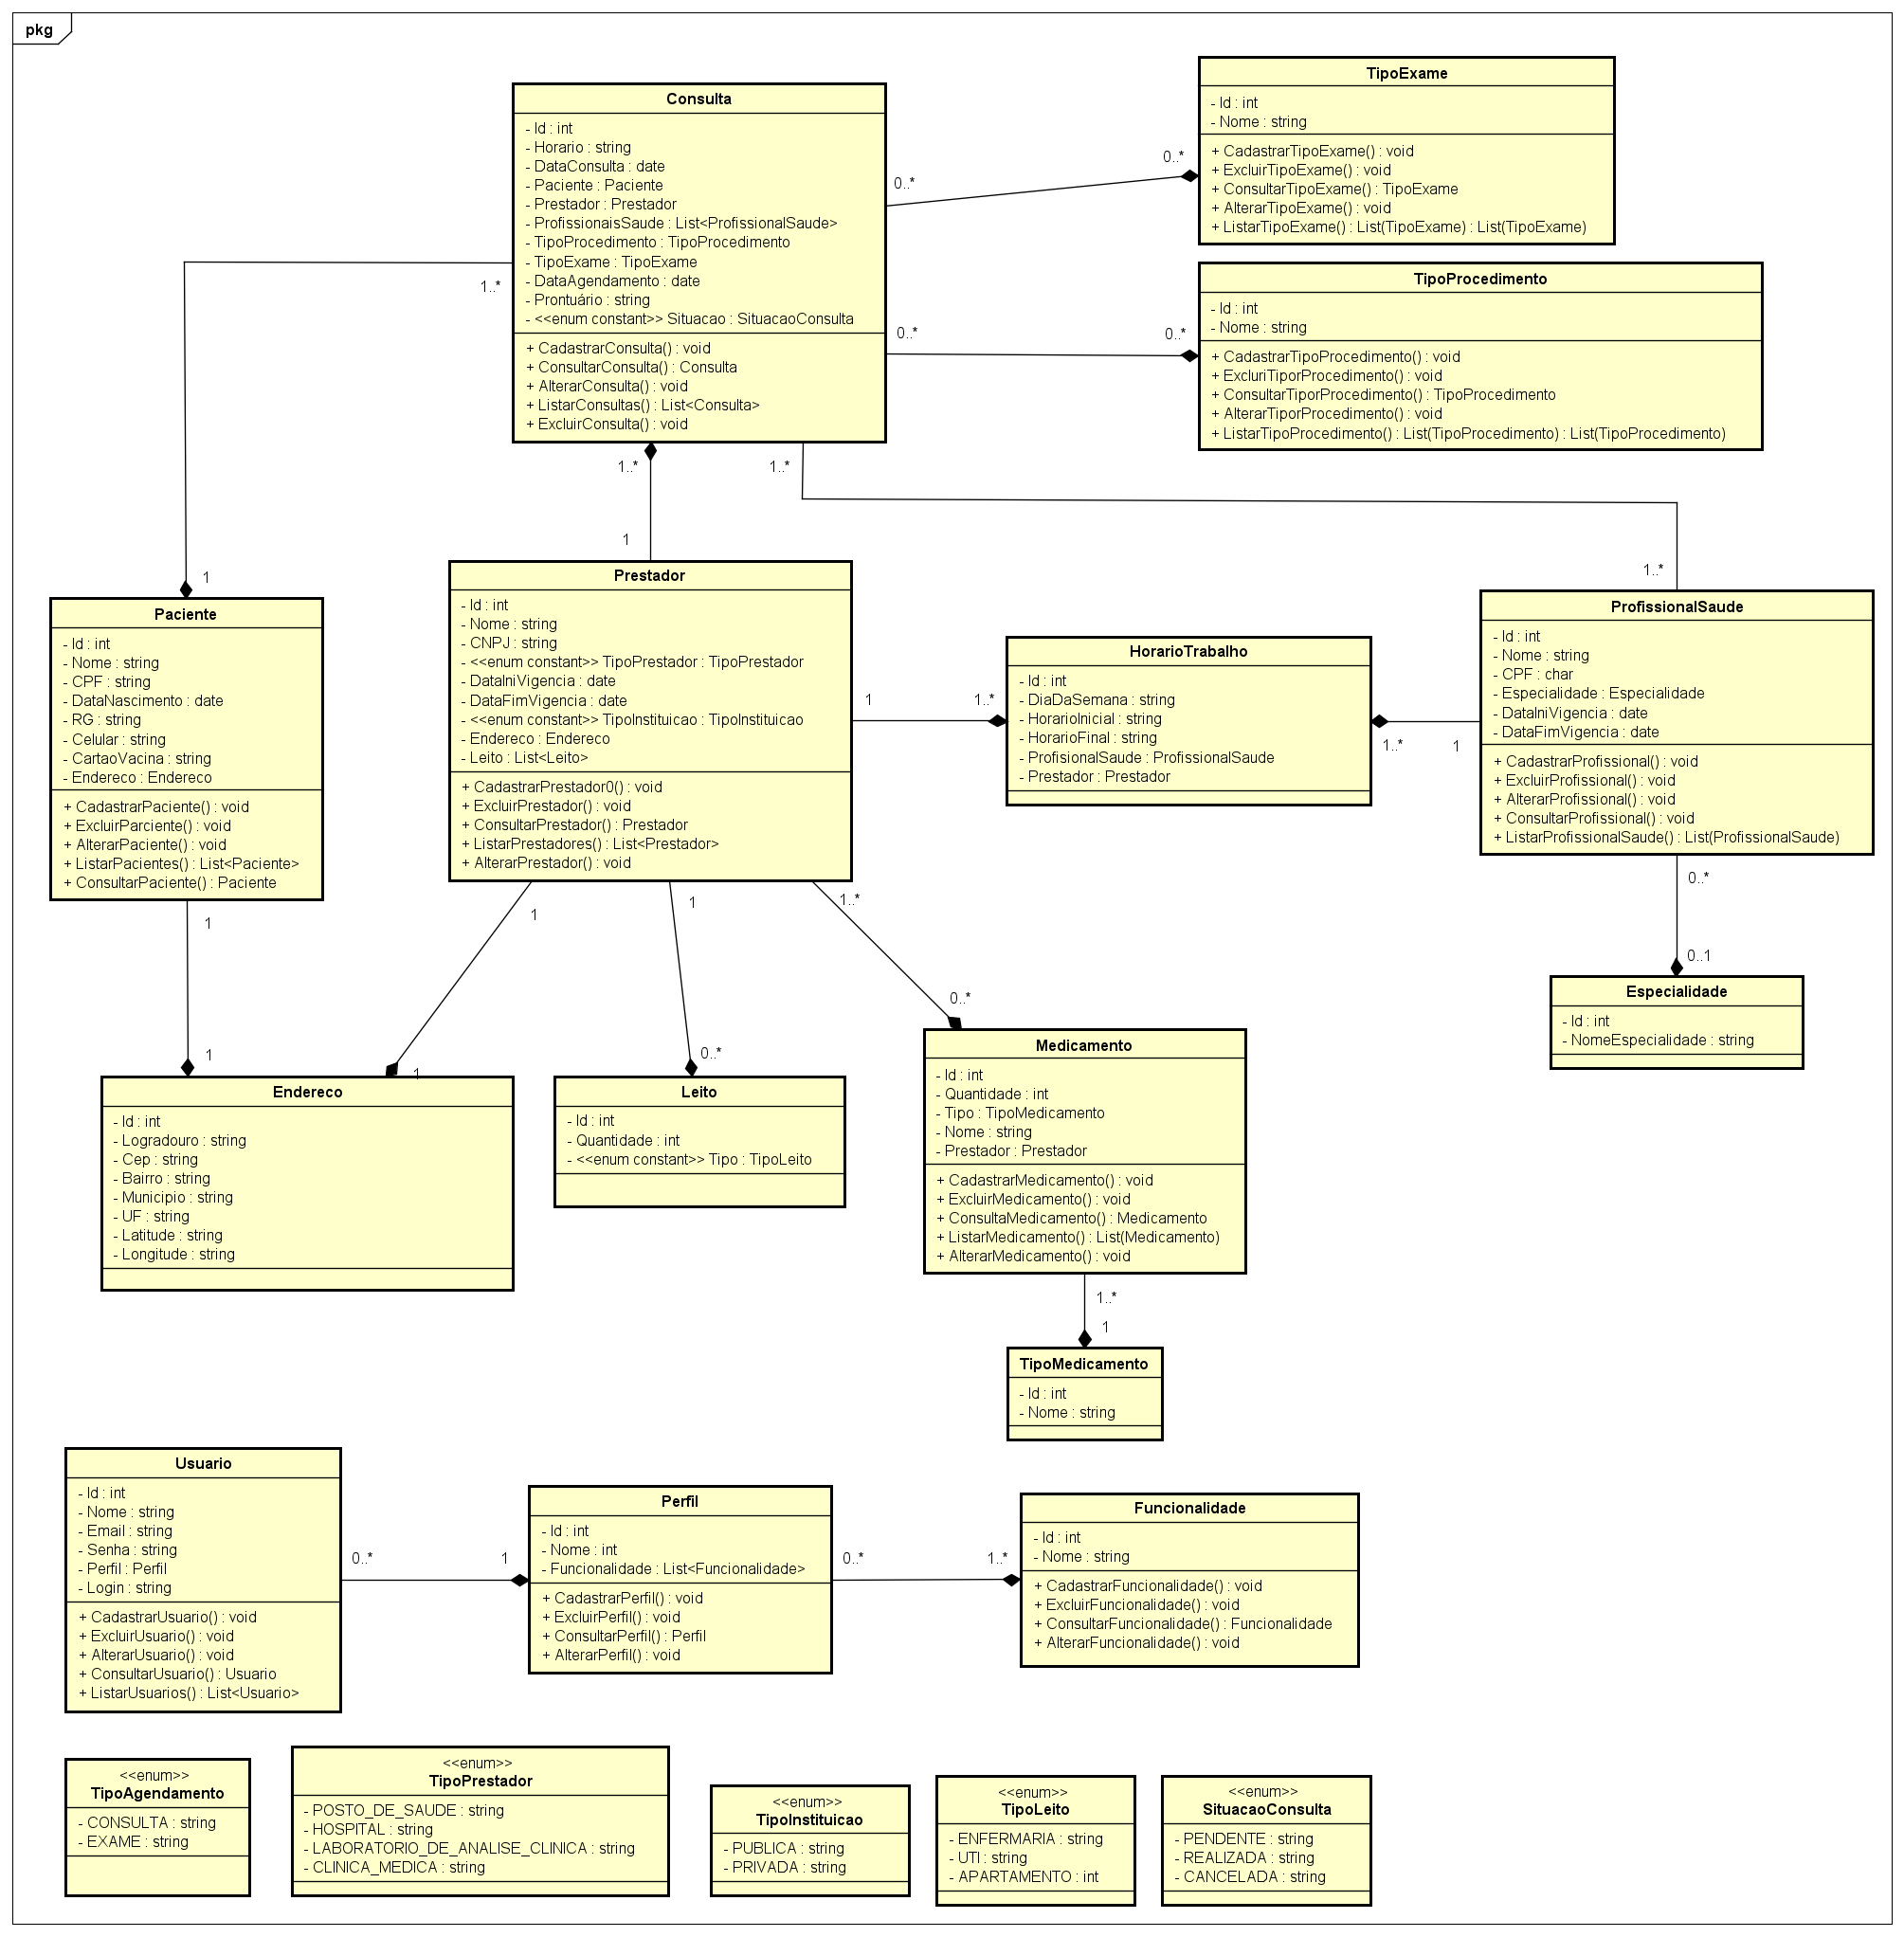 pkg
Consulta
- Id : int
- Horario : string
- DataConsulta : date
- Paciente : Paciente
- Prestador : Prestador
- ProfissionaisSaude : List<ProfissionalSaude>
- TipoProcedimento : TipoProcedimento
- TipoExame : TipoExame
- DataAgendamento : date
- Prontuário : string
- <<enum constant>> Situacao : SituacaoConsulta
+ CadastrarConsulta() : void
+ ConsultarConsulta() : Consulta
+ AlterarConsulta() : void
+ ListarConsultas() : List<Consulta>
+ ExcluirConsulta() : void
TipoExame
- Id : int
- Nome : string
+ CadastrarTipoExame() : void
+ ExcluirTipoExame() : void
+ ConsultarTipoExame() : TipoExame
+ AlterarTipoExame() : void
+ ListarTipoExame() : List(TipoExame) : List(TipoExame)
0..*
0..*
TipoProcedimento
- Id : int
- Nome : string
+ CadastrarTipoProcedimento() : void
+ ExcluriTiporProcedimento() : void
+ ConsultarTiporProcedimento() : TipoProcedimento
+ AlterarTiporProcedimento() : void
+ ListarTipoProcedimento() : List(TipoProcedimento) : List(TipoProcedimento)
0..*
0..*
1..*
1
1..*
1
1..*
1..*
Paciente
- Id : int
- Nome : string
- CPF : string
- DataNascimento : date
- RG : string
- Celular : string
- CartaoVacina : string
- Endereco : Endereco
+ CadastrarPaciente() : void
+ ExcluirParciente() : void
+ AlterarPaciente() : void
+ ListarPacientes() : List<Paciente>
+ ConsultarPaciente() : Paciente
Prestador
- Id : int
- Nome : string
- CNPJ : string
- <<enum constant>> TipoPrestador : TipoPrestador
- DataIniVigencia : date
- DataFimVigencia : date
- <<enum constant>> TipoInstituicao : TipoInstituicao
- Endereco : Endereco
- Leito : List<Leito>
+ CadastrarPrestador0() : void
+ ExcluirPrestador() : void
+ ConsultarPrestador() : Prestador
+ ListarPrestadores() : List<Prestador>
+ AlterarPrestador() : void
1
1..*
HorarioTrabalho
- Id : int
- DiaDaSemana : string
- HorarioInicial : string
- HorarioFinal : string
- ProfisionalSaude : ProfissionalSaude
- Prestador : Prestador
1..*
1
ProfissionalSaude
- Id : int
- Nome : string
- CPF : char
- Especialidade : Especialidade
- DataIniVigencia : date
- DataFimVigencia : date
+ CadastrarProfissional() : void
+ ExcluirProfissional() : void
+ AlterarProfissional() : void
+ ConsultarProfissional() : void
+ ListarProfissionalSaude() : List(ProfissionalSaude)
1
1
1
1
1
0..*
1..*
0..*
0..*
0..1
Endereco
- Id : int
- Logradouro : string
- Cep : string
- Bairro : string
- Municipio : string
- UF : string
- Latitude : string
- Longitude : string
Leito
- Id : int
- Quantidade : int
- <<enum constant>> Tipo : TipoLeito
Medicamento
- Id : int
- Quantidade : int
- Tipo : TipoMedicamento
- Nome : string
- Prestador : Prestador
+ CadastrarMedicamento() : void
+ ExcluirMedicamento() : void
+ ConsultaMedicamento() : Medicamento
+ ListarMedicamento() : List(Medicamento)
+ AlterarMedicamento() : void
Especialidade
- Id : int
- NomeEspecialidade : string
1..*
1
TipoMedicamento
- Id : int
- Nome : string
Usuario
- Id : int
- Nome : string
- Email : string
- Senha : string
- Perfil : Perfil
- Login : string
+ CadastrarUsuario() : void
+ ExcluirUsuario() : void
+ AlterarUsuario() : void
+ ConsultarUsuario() : Usuario
+ ListarUsuarios() : List<Usuario>
0..*
1
Perfil
- Id : int
- Nome : int
- Funcionalidade : List<Funcionalidade>
+ CadastrarPerfil() : void
+ ExcluirPerfil() : void
+ ConsultarPerfil() : Perfil
+ AlterarPerfil() : void
0..*
1..*
Funcionalidade
- Id : int
- Nome : string
+ CadastrarFuncionalidade() : void
+ ExcluirFuncionalidade() : void
+ ConsultarFuncionalidade() : Funcionalidade
+ AlterarFuncionalidade() : void
<<enum>>
TipoAgendamento
- CONSULTA : string
- EXAME : string
<<enum>>
TipoPrestador
- POSTO_DE_SAUDE : string
- HOSPITAL : string
- LABORATORIO_DE_ANALISE_CLINICA : string
- CLINICA_MEDICA : string
<<enum>>
TipoInstituicao
- PUBLICA : string
- PRIVADA : string
<<enum>>
TipoLeito
- ENFERMARIA : string
- UTI : string
- APARTAMENTO : int
<<enum>>
SituacaoConsulta
- PENDENTE : string
- REALIZADA : string
- CANCELADA : string